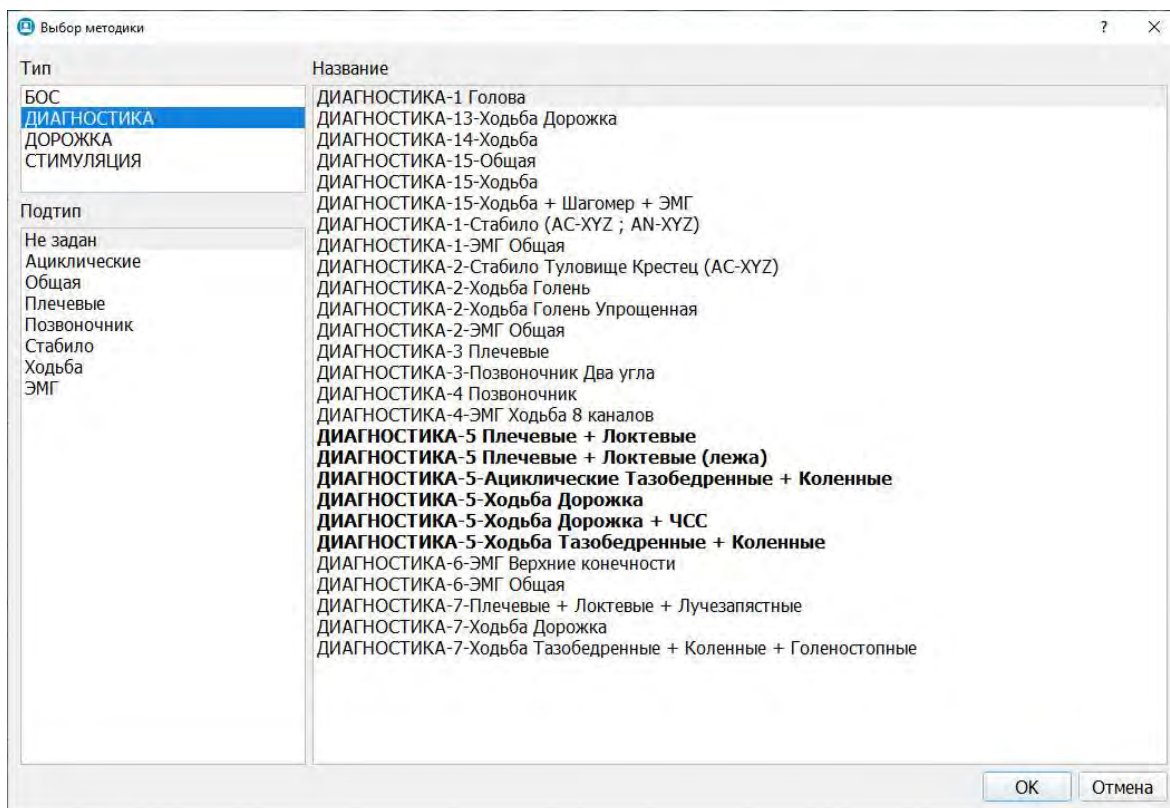 Выбор методики
?
Тип
БОС
ДИАГНОСТИКА
ДОРОЖКА
СТИМУЛЯЦИЯ
Подтип
Не задан
Ациклические
Общая
Плечевые
Позвоночник
Стабило
Ходьба
ЭМГ
Название
ДИАГНОСТИКА-1 Голова
ДИАГНОСТИКА-13-Ходьба Дорожка
ДИАГНОСТИКА-14-Ходьба
ДИАГНОСТИКА-15-Общая
ДИАГНОСТИКА-15-Ходьба
ДИАГНОСТИКА-15-Ходьба + Шагомер + ЭМГ
ДИАГНОСТИКА-1-Стабило (AC-XYZ ; AN-XYZ)
ДИАГНОСТИКА-1-ЭМГ Общая
ДИАГНОСТИКА-2-Стабило Туловище Крестец (AC-XYZ)
ДИАГНОСТИКА-2-Ходьба Голень
ДИАГНОСТИКА-2-Ходьба Голень Упрощенная
ДИАГНОСТИКА-2-ЭМГ Общая
ДИАГНОСТИКА-3 Плечевые
ДИАГНОСТИКА-3-Позвоночник Два угла
ДИАГНОСТИКА-4 Позвоночник
ДИАГНОСТИКА-4-ЭМГ Ходьба 8 каналов
ДИАГНОСТИКА-5 Плечевые + Локтевые
ДИАГНОСТИКА-5 Плечевые + Локтевые (лежа)
ДИАГНОСТИКА-5-Ациклические Тазобедренные + Коленные
ДИАГНОСТИКА-5-Ходьба Дорожка
ДИАГНОСТИКА-5-Ходьба Дорожка + ЧСС
ДИАГНОСТИКА-5-Ходьба Тазобедренные + Коленные
ДИАГНОСТИКА-6-ЭМГ Верхние конечности
ДИАГНОСТИКА-6-ЭМГ Общая
ДИАГНОСТИКА-7-Плечевые + Локтевые + Лучезапястные
ДИАГНОСТИКА-7-Ходьба Дорожка
ДИАГНОСТИКА-7-Ходьба Тазобедренные + Коленные + Голеностопные
OK
Отмена